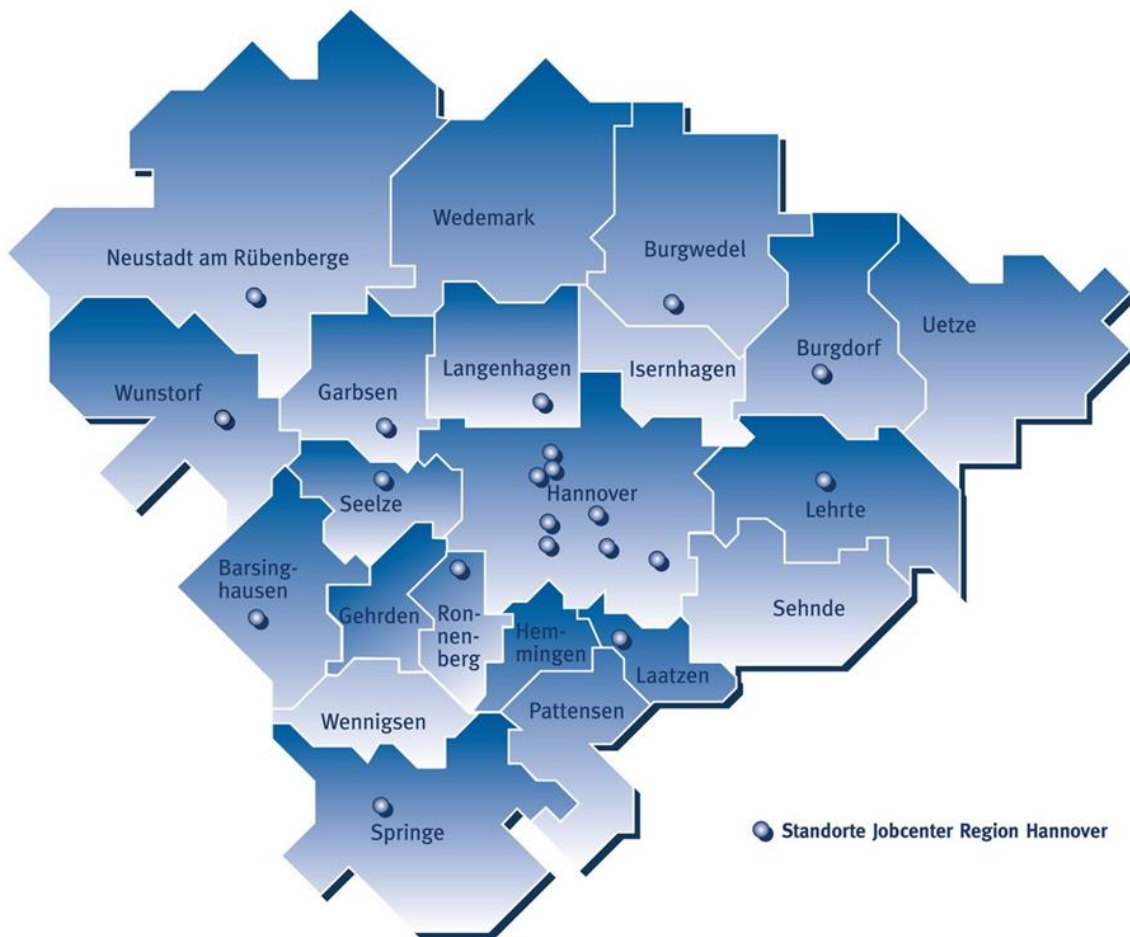 Wedemark
Burgwedel
Neustadt am Rübenberge
Uetze
Burgdorf
Langenhagen
Isernhagen
Garbsen
Wunstorf
Hannover
Seelze
Lehrte
Barsing-
hausen
Gehrden
Ron-
nen-
berg
Hem-
mingen
Sehnde
Laatzen
Pattensen
Wennigsen
Springe
Standorte Jobcenter Region Hannover